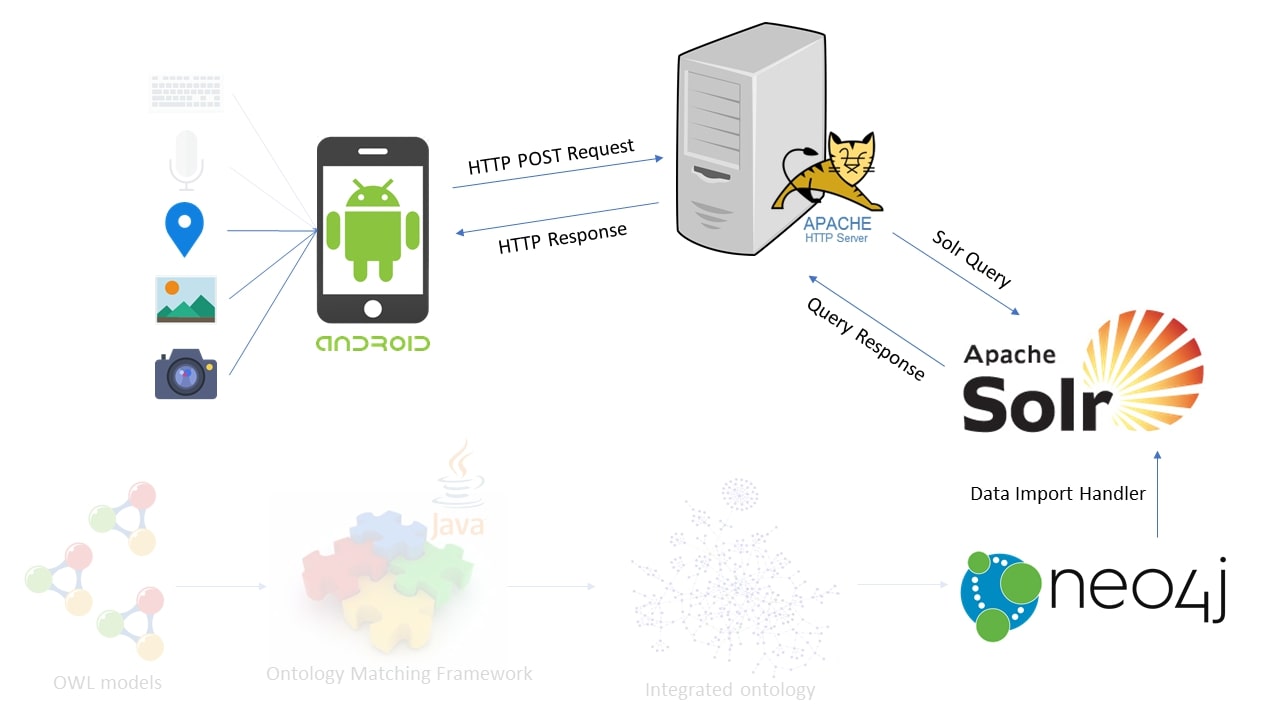 HTTP POST Request
HTTP Response
ANDROID
APACHE
HTTP Server
Solr Query
Query Response
Apache
Solr
Data Import Handler
neo4j
Java
OWL models
Ontology Matching Framework
Integrated ontology